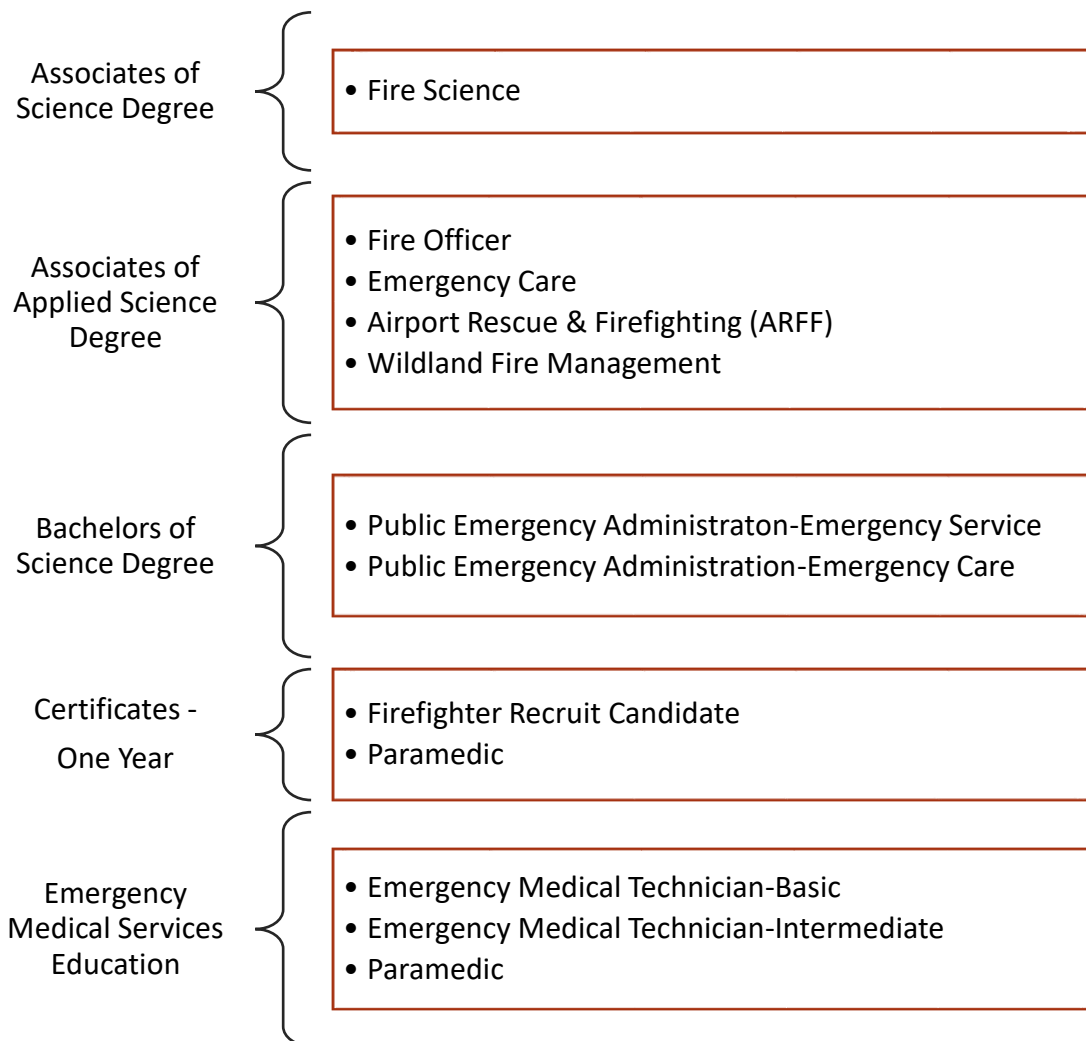 Associates of
Science Degree
• Fire Science
Associates of
Applied Science
Degree
• Fire Officer
• Emergency Care
• Airport Rescue & Firefighting (ARFF)
• Wildland Fire Management
Bachelors of
Science Degree
• Public Emergency Administraton-Emergency Service
• Public Emergency Administration-Emergency Care
Certificates -
One Year
• Firefighter Recruit Candidate
• Paramedic
Emergency
Medical Services
Education
• Emergency Medical Technician-Basic
• Emergency Medical Technician-Intermediate
• Paramedic